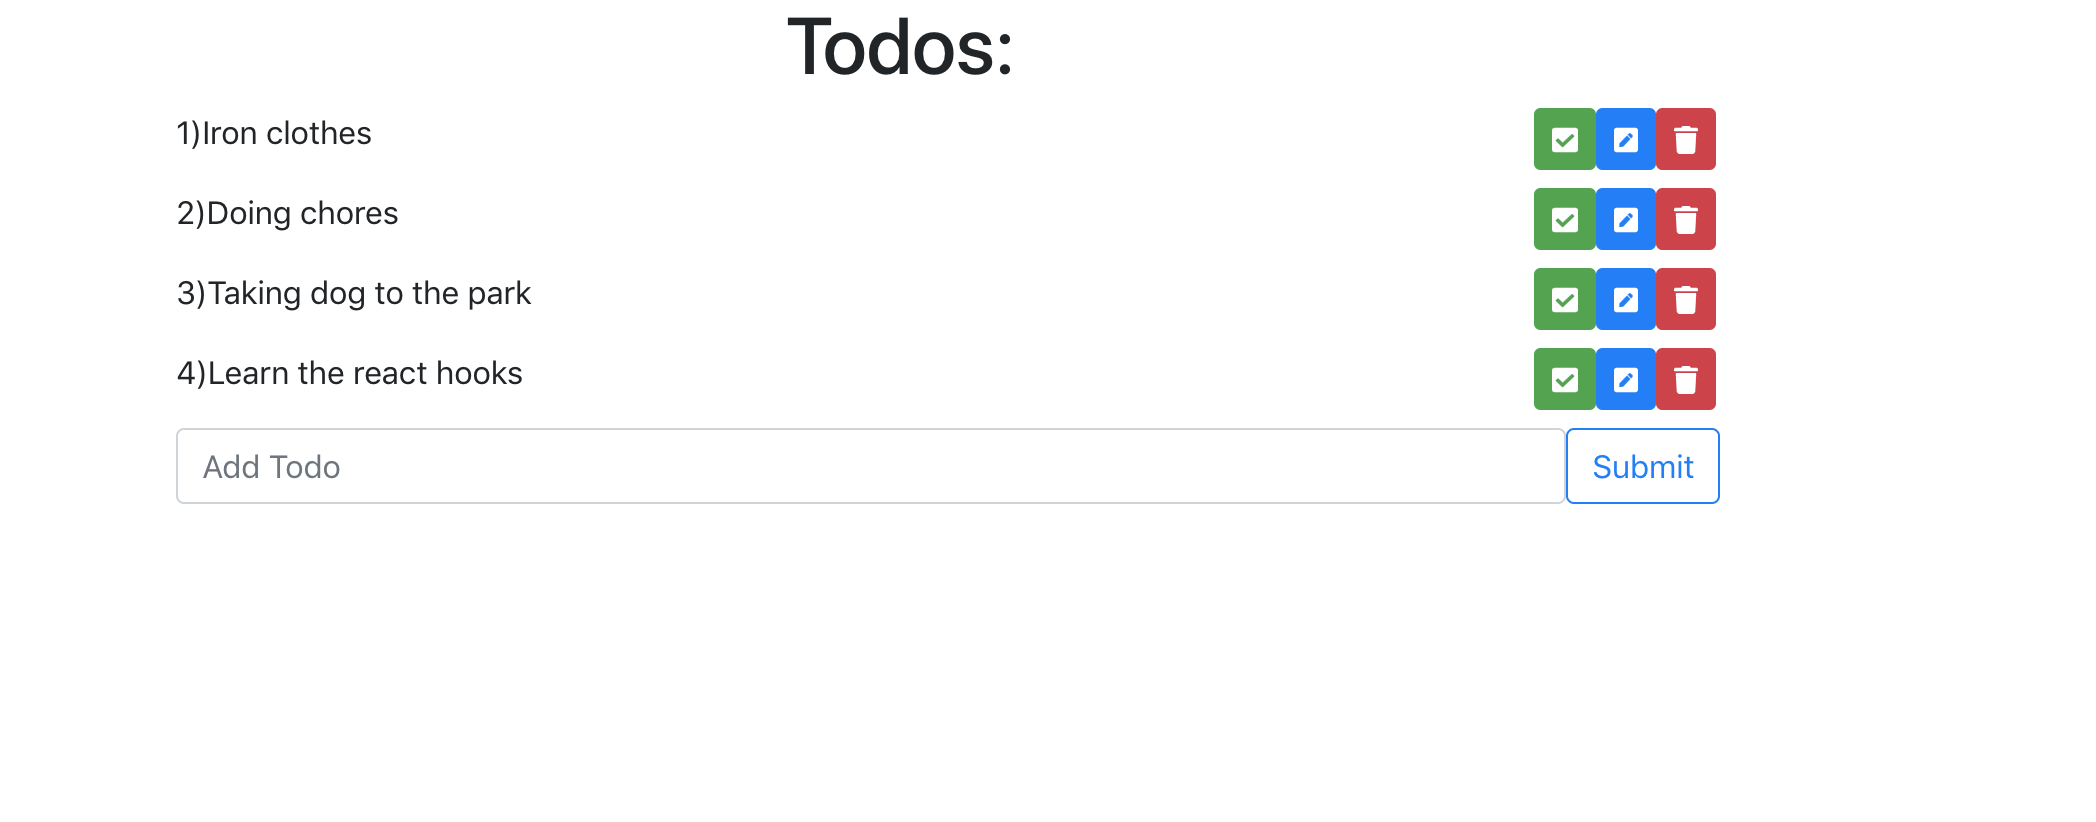 Todos:
1)Iron clothes
2)Doing chores
3)Taking dog to the park
4)Learn the react hooks
Add Todo
Submit